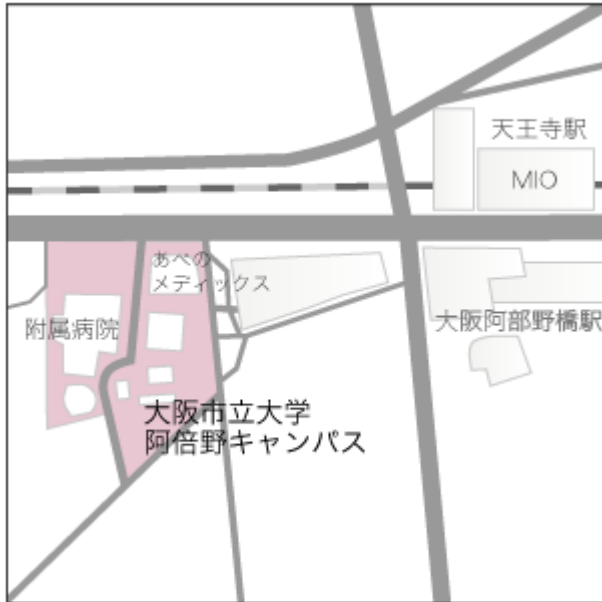 天王寺駅
MIO
あべの
メディックス
附属病院
大阪阿部野橋駅
大阪市立大学
阿倍野キャンパス